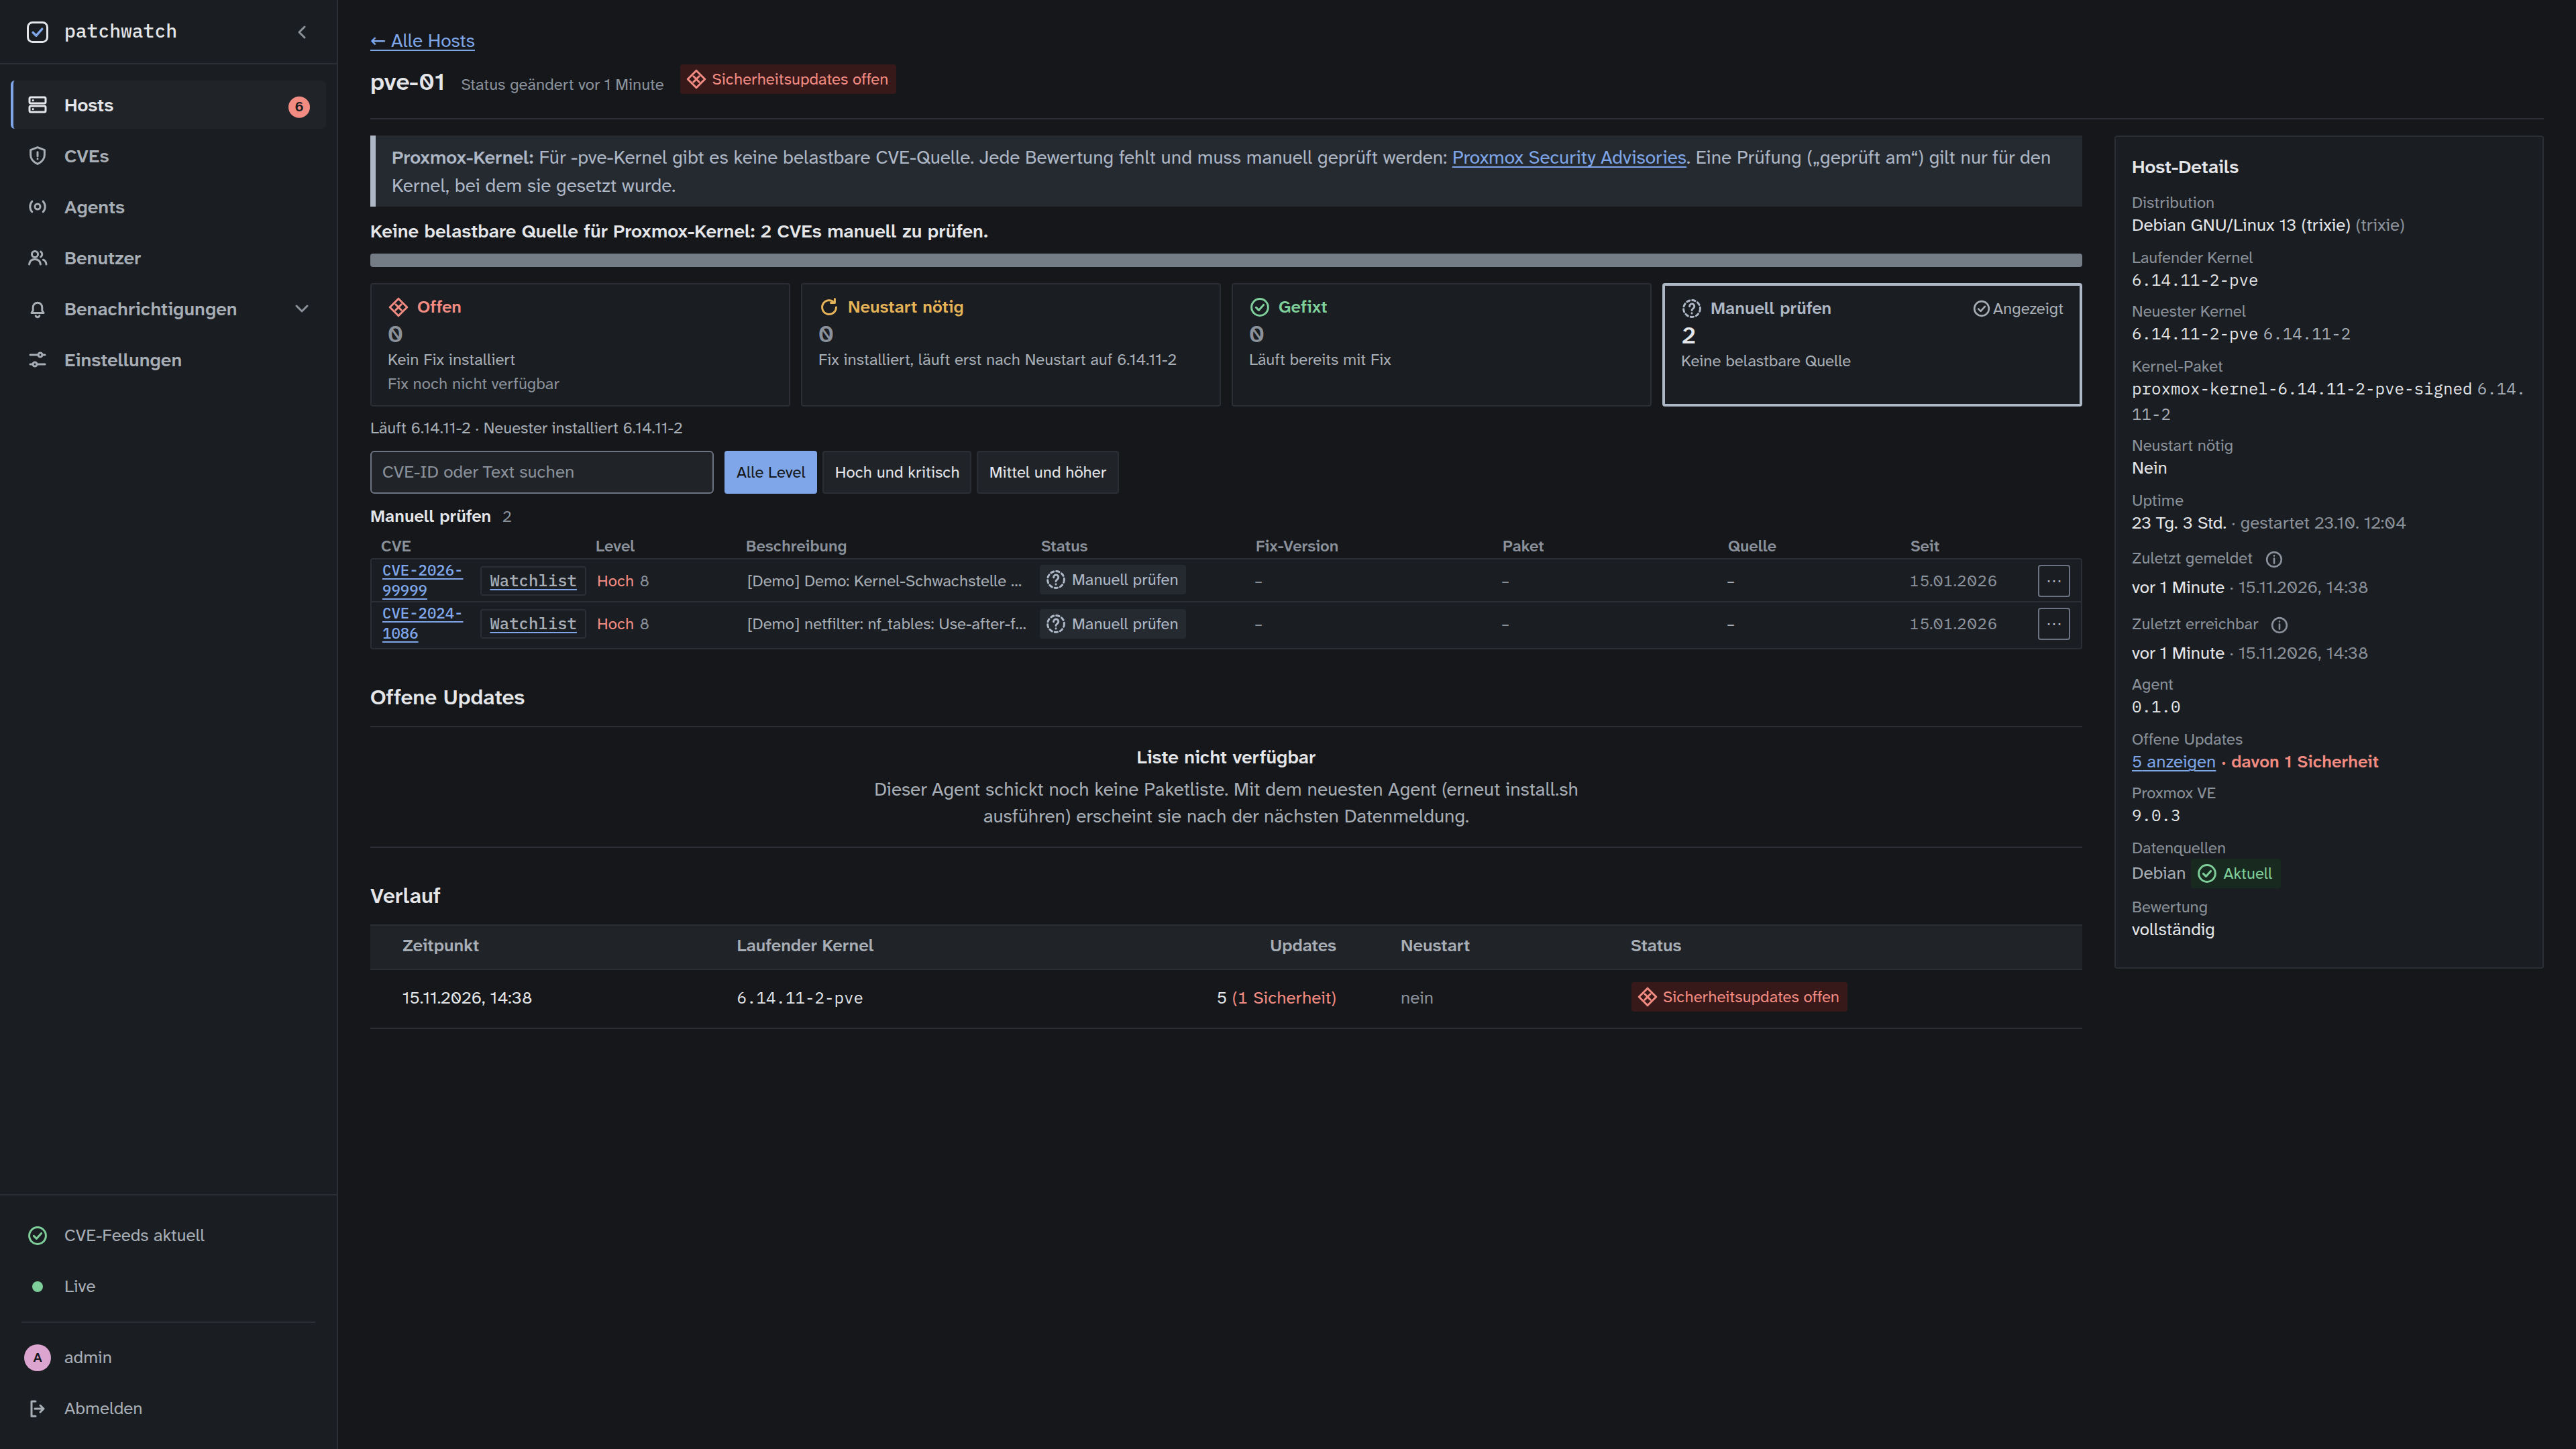 patchwatch
Hosts 6
CVEs
Agents
Benutzer
Benachrichtigungen
Einstellungen
CVE-Feeds aktuell
Live
A admin
Abmelden
← Alle Hosts
pve-01 Status geändert vor 1 Minute Sicherheitsupdates offen
Proxmox-Kernel: Für -pve-Kernel gibt es keine belastbare CVE-Quelle. Jede Bewertung fehlt und muss manuell geprüft werden: Proxmox Security Advisories. Eine Prüfung („geprüft am“) gilt nur für den
Kernel, bei dem sie gesetzt wurde.
Keine belastbare Quelle für Proxmox-Kernel: 2 CVEs manuell zu prüfen.
Offen
0
Kein Fix installiert
Fix noch nicht verfügbar
Neustart nötig
0
Fix installiert, läuft erst nach Neustart auf 6.14.11-2
Gefixt
0
Läuft bereits mit Fix
Manuell prüfen Angezeigt
2
Keine belastbare Quelle
Läuft 6.14.11-2 · Neuester installiert 6.14.11-2
CVE-ID oder Text suchen Alle Level Hoch und kritisch Mittel und höher
Manuell prüfen 2
CVE Level Beschreibung Status Fix-Version Paket Quelle Seit
CVE-2026-
99999 Watchlist Hoch 8 [Demo] Demo: Kernel-Schwachstelle ... Manuell prüfen – – – 15.01.2026 ...
CVE-2024-
1086 Watchlist Hoch 8 [Demo] netfilter: nf_tables: Use-after-f... Manuell prüfen – – – 15.01.2026 ...
Offene Updates
Liste nicht verfügbar
Dieser Agent schickt noch keine Paketliste. Mit dem neuesten Agent (erneut install.sh
ausführen) erscheint sie nach der nächsten Datenmeldung.
Verlauf
Zeitpunkt Laufender Kernel Updates Neustart Status
15.11.2026, 14:38 6.14.11-2-pve 5 (1 Sicherheit) nein Sicherheitsupdates offen
Host-Details
Distribution
Debian GNU/Linux 13 (trixie) (trixie)
Laufender Kernel
6.14.11-2-pve
Neuester Kernel
6.14.11-2-pve 6.14.11-2
Kernel-Paket
proxmox-kernel-6.14.11-2-pve-signed 6.14.
11-2
Neustart nötig
Nein
Uptime
23 Tg. 3 Std. · gestartet 23.10. 12:04
Zuletzt gemeldet
vor 1 Minute · 15.11.2026, 14:38
Zuletzt erreichbar
vor 1 Minute · 15.11.2026, 14:38
Agent
0.1.0
Offene Updates
5 anzeigen · davon 1 Sicherheit
Proxmox VE
9.0.3
Datenquellen
Debian Aktuell
Bewertung
vollständig